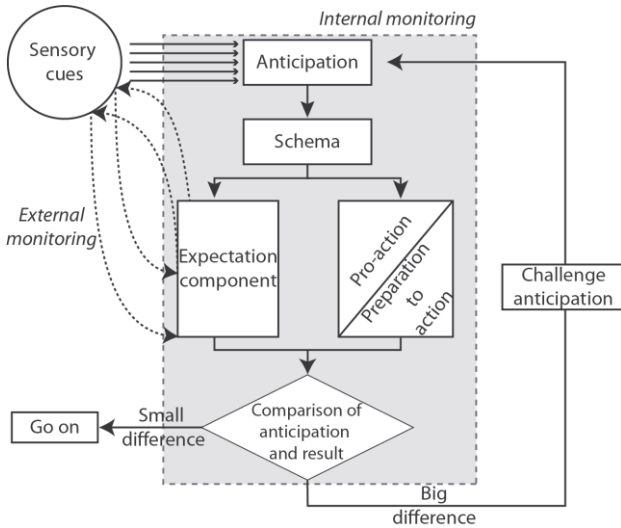 Internal monitoring
Sensory
cues
Anticipation
Schema
External
monitoring
Expectation
component
Pro-action
Preparation
to
action
Challenge
anticipation
Comparison of
anticipation
and result
Small
difference
Go on
Big
difference